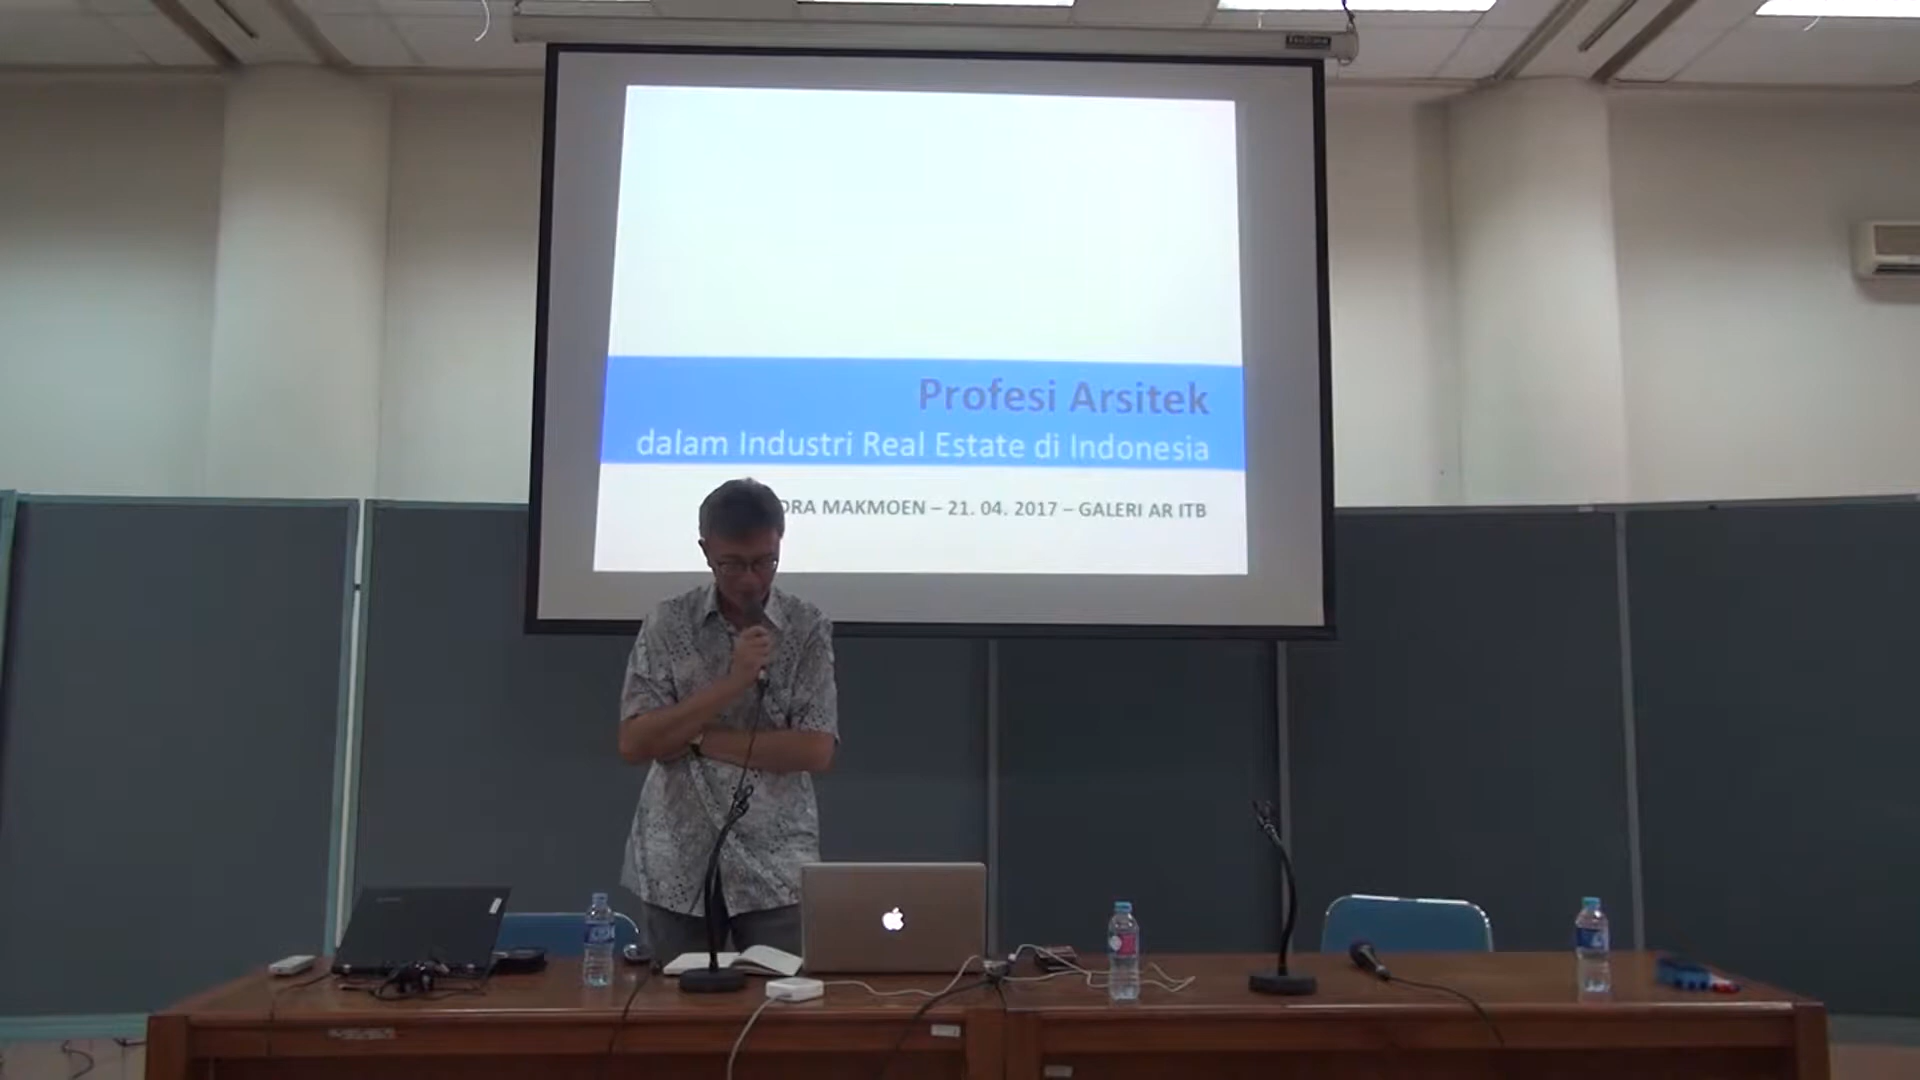 Profesi Arsitek
dalam Industri Real Estate di Indonesia
DRA MAKMOEN – 21. 04. 2017 – GALERI AR ITB